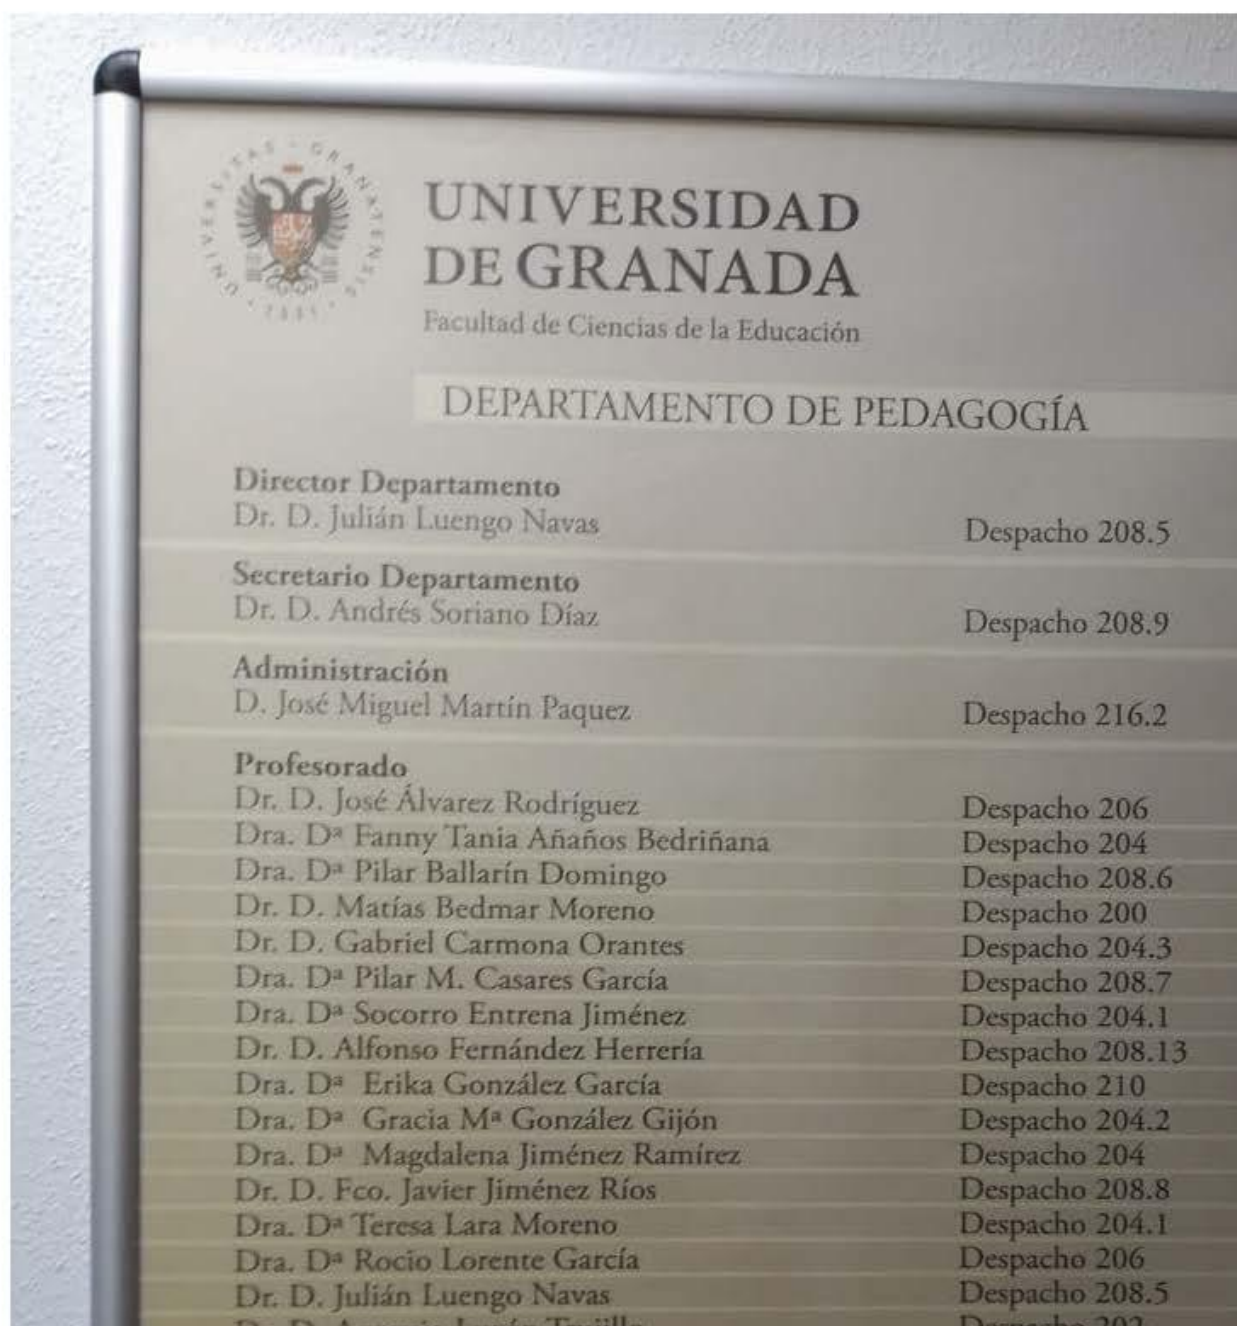 UNIVERSITAS · GRANATENSIS
UNIVERSIDAD
DE GRANADA
Facultad de Ciencias de la Educación
DEPARTAMENTO DE PEDAGOGÍA
Director Departamento
Dr. D. Julián Luengo Navas Despacho 208.5
Secretario Departamento
Dr. D. Andrés Soriano Díaz Despacho 208.9
Administración
D. José Miguel Martín Paquez Despacho 216.2
Profesorado
Dr. D. José Álvarez Rodríguez Despacho 206
Dra. Dª Fanny Tania Añaños Bedriñana Despacho 204
Dra. Dª Pilar Ballarín Domingo Despacho 208.6
Dr. D. Matías Bedmar Moreno Despacho 200
Dr. D. Gabriel Carmona Orantes Despacho 204.3
Dra. Dª Pilar M. Casares García Despacho 208.7
Dra. Dª Socorro Entrena Jiménez Despacho 204.1
Dr. D. Alfonso Fernández Herrería Despacho 208.13
Dra. Dª Erika González García Despacho 210
Dra. Dª Gracia Mª González Gijón Despacho 204.2
Dra. Dª Magdalena Jiménez Ramírez Despacho 204
Dr. D. Fco. Javier Jiménez Ríos Despacho 208.8
Dra. Dª Teresa Lara Moreno Despacho 204.1
Dra. Dª Rocio Lorente García Despacho 206
Dr. D. Julián Luengo Navas Despacho 208.5